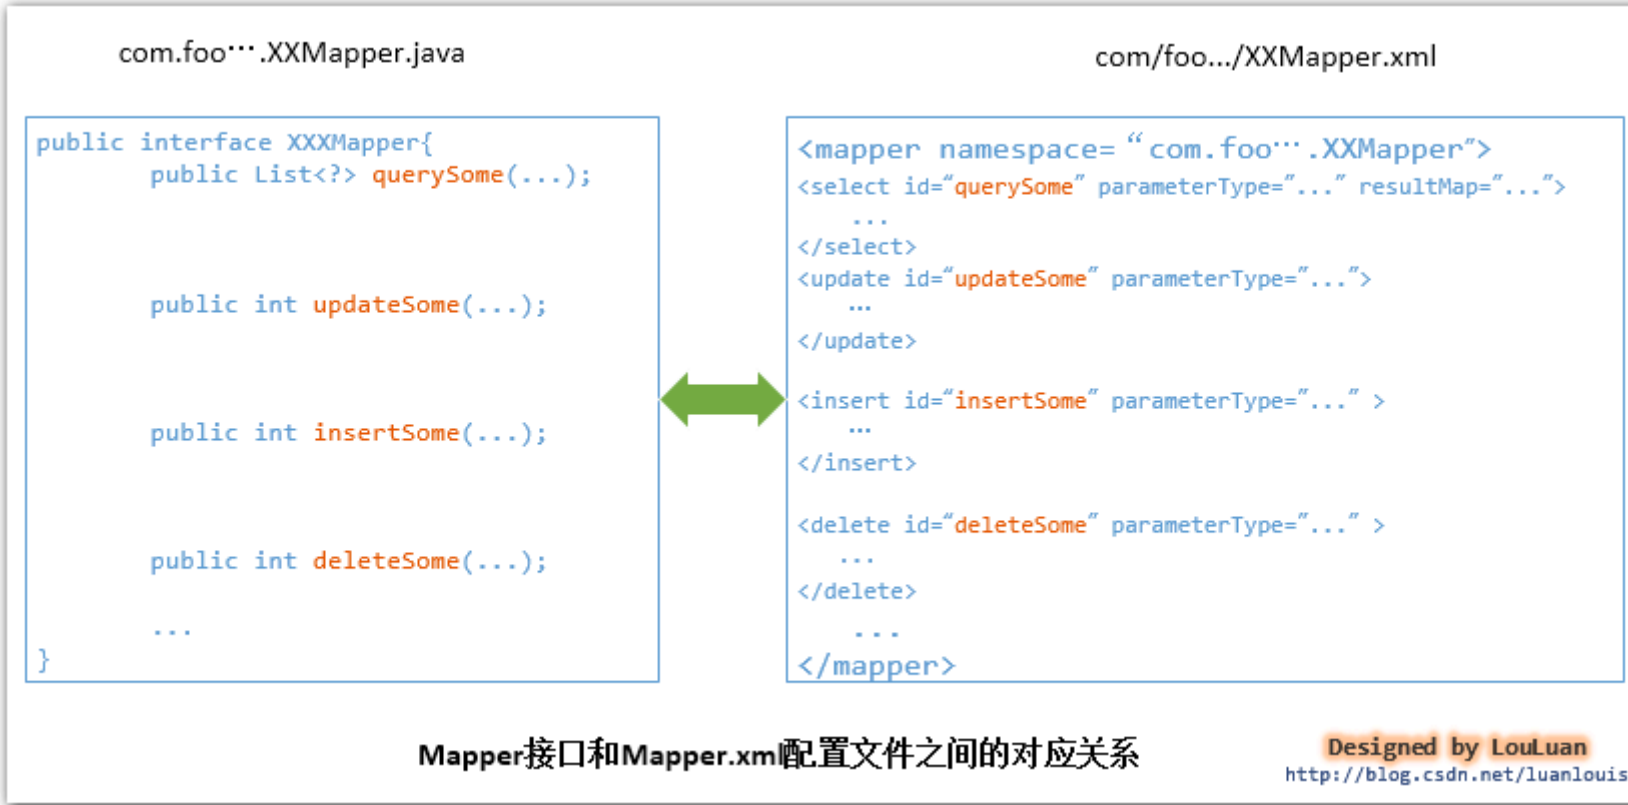 com.foo⋯.XXMapper.java
com/foo.../XXMapper.xml
public interface XXXMapper{
public List<?> querySome(...);
public int updateSome(...);
public int insertSome(...);
public int deleteSome(...);
...
}
<mapper namespace= “com.foo⋯.XXMapper”>
<select id=“querySome” parameterType=”...” resultMap=”...”>
...
</select>
<update id=“updateSome” parameterType=”...”>
...
</update>
<insert id=“insertSome” parameterType=”...” >
...
</insert>
<delete id=“deleteSome” parameterType=”...” >
...
</delete>
...
</mapper>
Mapper接口和Mapper.xml配置文件之间的对应关系
Designed by LouLuan
http://blog.csdn.net/luanlouis